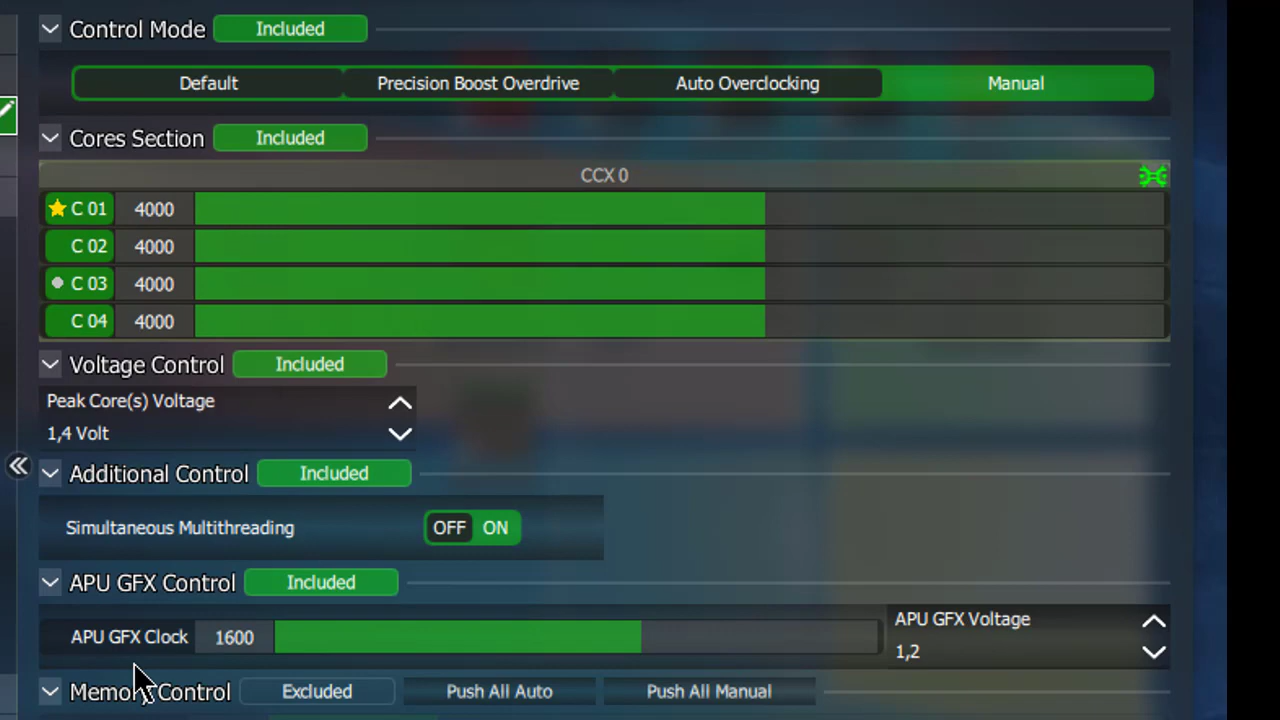 Control Mode Included
Default Precision Boost Overdrive Auto Overclocking Manual
Cores Section Included
CCX 0
C 01 4000
C 02 4000
C 03 4000
C 04 4000
Voltage Control Included
Peak Core(s) Voltage
1,4 Volt
Additional Control Included
Simultaneous Multithreading OFF ON
APU GFX Control Included
APU GFX Clock 1600
APU GFX Voltage
1,2
Memory Control Excluded Push All Auto Push All Manual